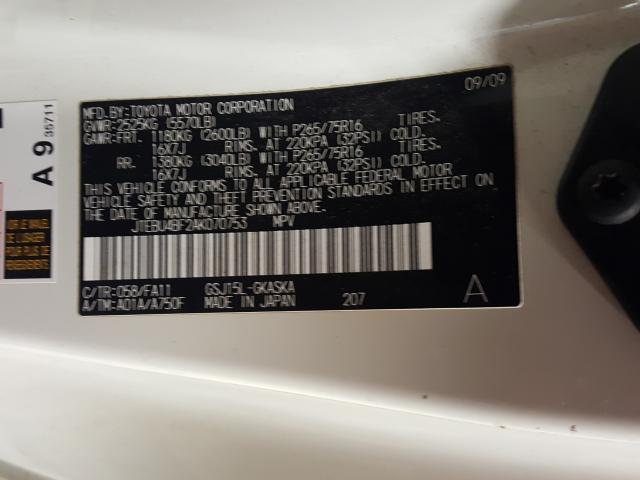 09/09
MFD.BY:TOYOTA MOTOR CORPORATION
GVWR-2525KG (5570LB)
GAWR-FRT. 1180KG (2600LB) WITH P265/75R16 TIRES.
16X7J RIMS. AT 220KPA (32PSI) COLD.
RR. 1380KG (3040LB) WITH P265/75R16 TIRES.
16X7J RIMS. AT 220KPA (32PSI) COLD.
THIS VEHICLE CONFORMS TO ALL APPLICABLE FEDERAL MOTOR
VEHICLE SAFETY AND THEFT PREVENTION STANDARDS IN EFFECT ON
THE DATE OF MANUFACTURE SHOWN ABOVE.
JTEBU4BF2AK070753 MPV
C/TR:058/FA11 GSJ15L-GKASKA
A/TM:A01A/A750F MADE IN JAPAN 207 A
A 9 35711